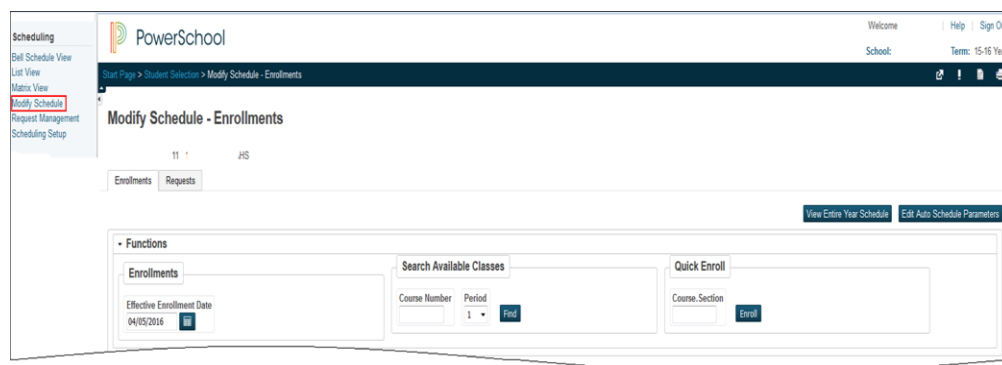 Scheduling
Bell Schedule View
List View
Matrix View
Modify Schedule
Request Management
Scheduling Setup
PowerSchool
Welcome | Help | Sign O
School: Term: 15-16 Ye
Start Page > Student Selection > Modify Schedule - Enrollments
Modify Schedule - Enrollments
11 HS
Enrollments Requests
View Entire Year Schedule Edit Auto Schedule Parameters
Functions
Enrollments
Effective Enrollment Date
04/05/2016
Search Available Classes
Course Number Period
1 Find
Quick Enroll
Course.Section
Enroll